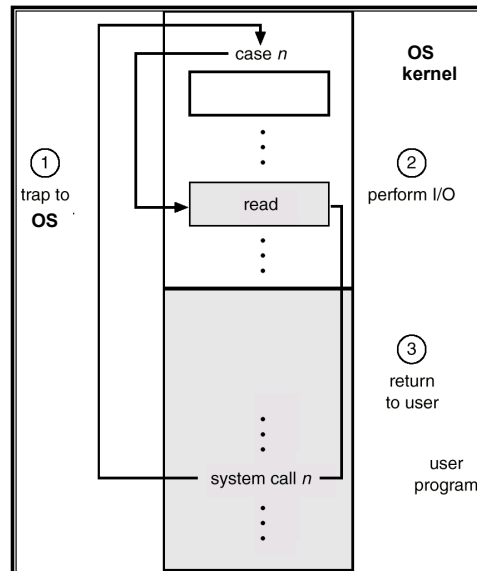 case n
OS
kernel
1
trap to
OS
2
perform I/O
read
3
return
to user
system call n
user
program